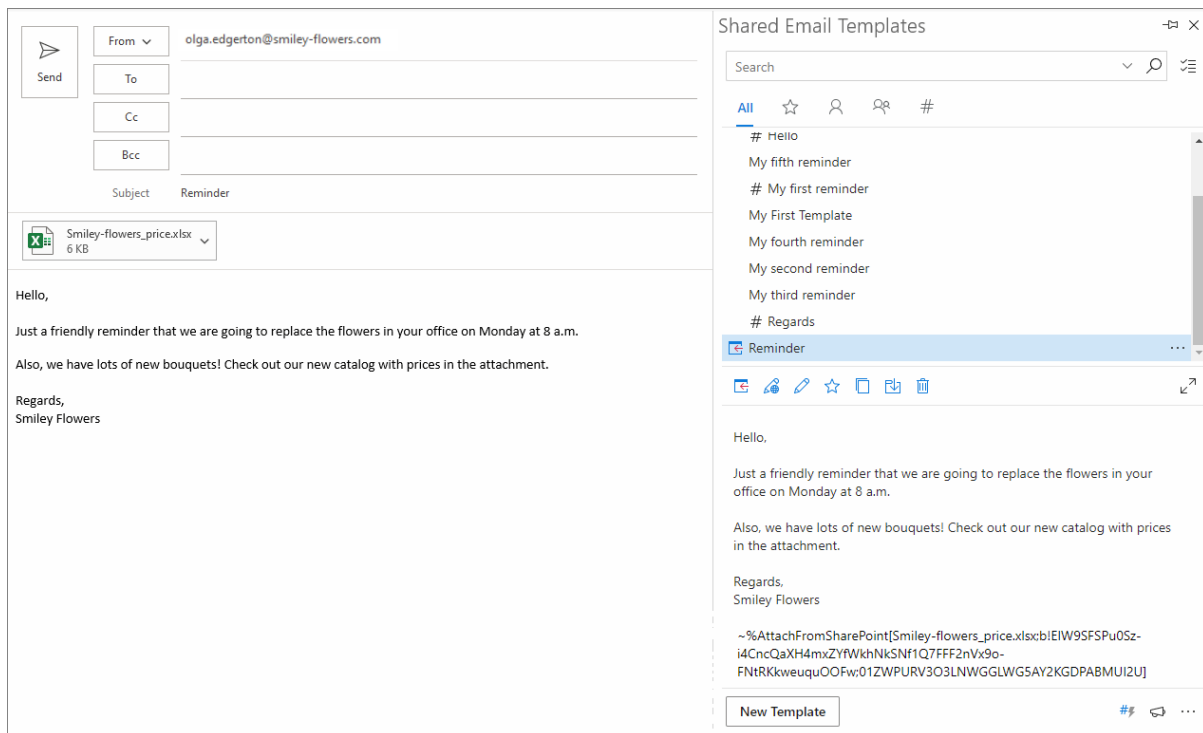 Send
From
olga.edgerton@smiley-flowers.com
To
Cc
Bcc
Subject
Reminder
Smiley-flowers_price.xlsx
6 KB
Hello,
Just a friendly reminder that we are going to replace the flowers in your office on Monday at 8 a.m.
Also, we have lots of new bouquets! Check out our new catalog with prices in the attachment.
Regards,
Smiley Flowers
Shared Email Templates
Search
All
#
# Hello
My fifth reminder
# My first reminder
My First Template
My fourth reminder
My second reminder
My third reminder
# Regards
Reminder
Hello,
Just a friendly reminder that we are going to replace the flowers in your
office on Monday at 8 a.m.
Also, we have lots of new bouquets! Check out our new catalog with prices
in the attachment.
Regards,
Smiley Flowers
~%AttachFromSharePoint[Smiley-flowers_price.xlsx;b!EIW9SFSPu0Sz-
i4CncQaXH4mxZYfWkhNkSNf1Q7FFF2nVx9o-
FNtRKkweuquOOFw;01ZWPURV3O3LNWGGLWG5AY2KGDPABMUI2U]
New Template